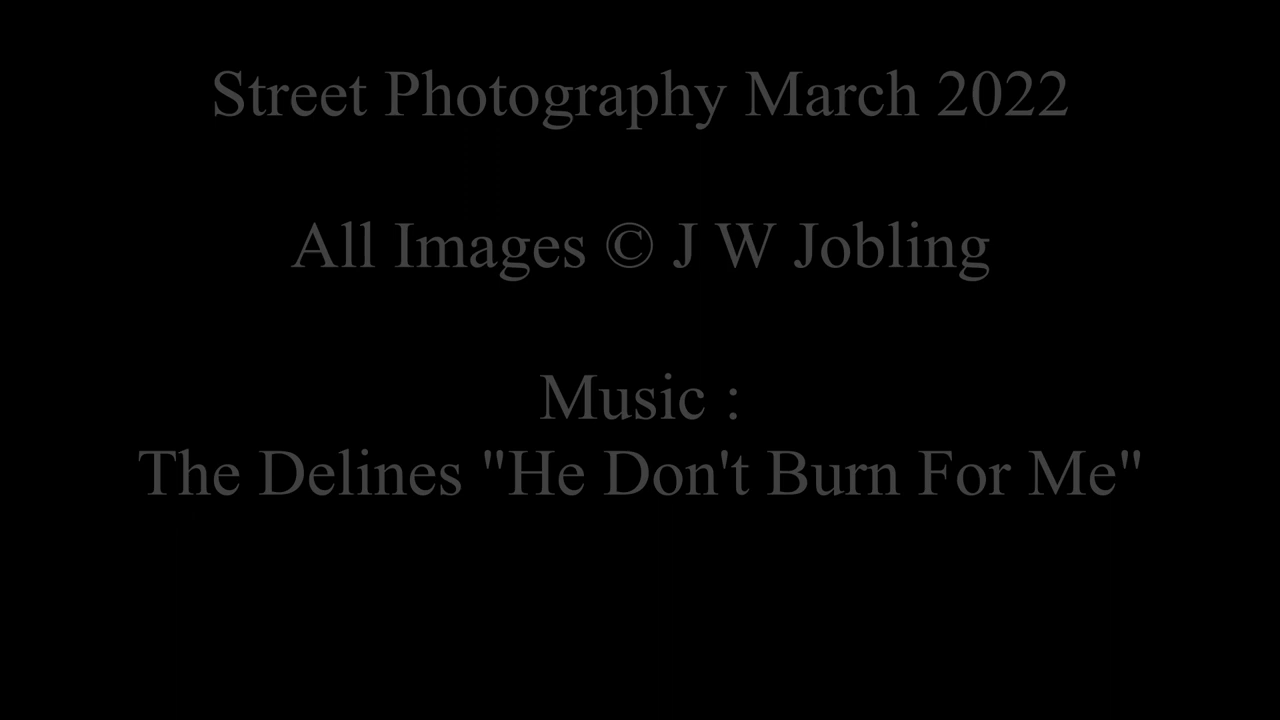 Street Photography March 2022
All Images © J W Jobling
Music :
The Delines "He Don't Burn For Me"